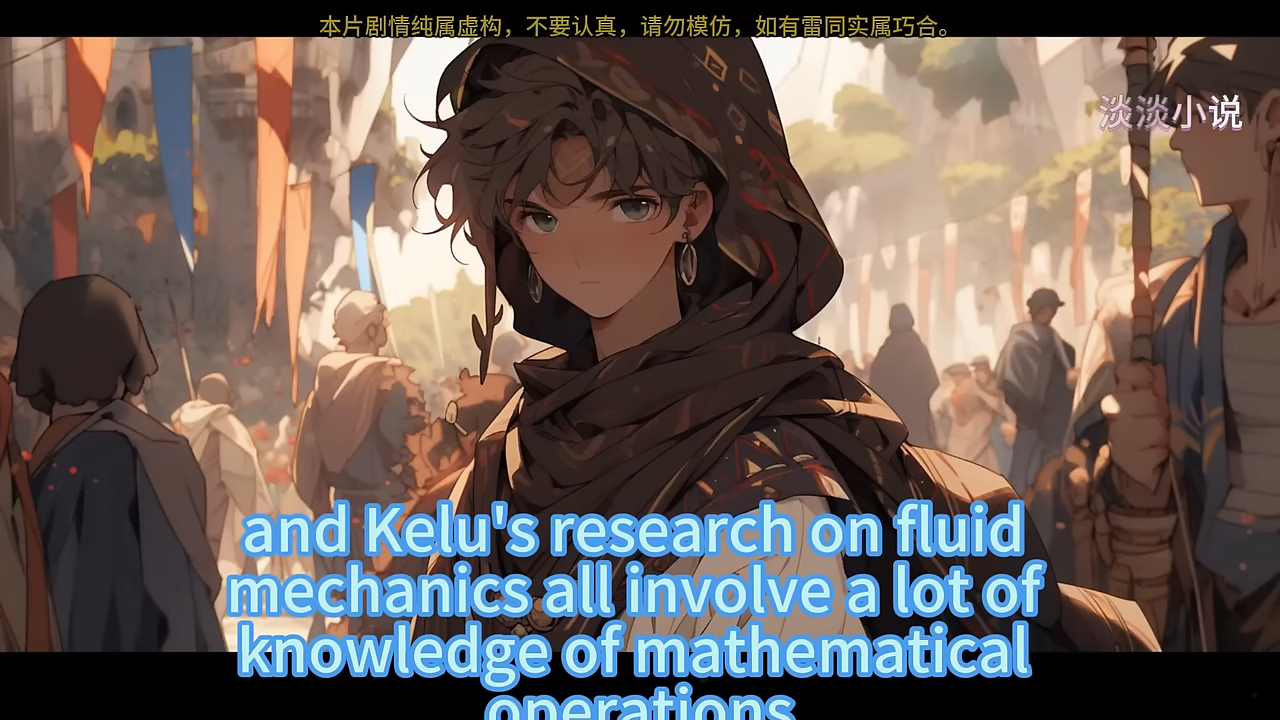 本片剧情纯属虚构，不要认真，请勿模仿，如有雷同实属巧合。
淡淡小说
and Kelu's research on fluid
mechanics all involve a lot of
knowledge of mathematical
operations